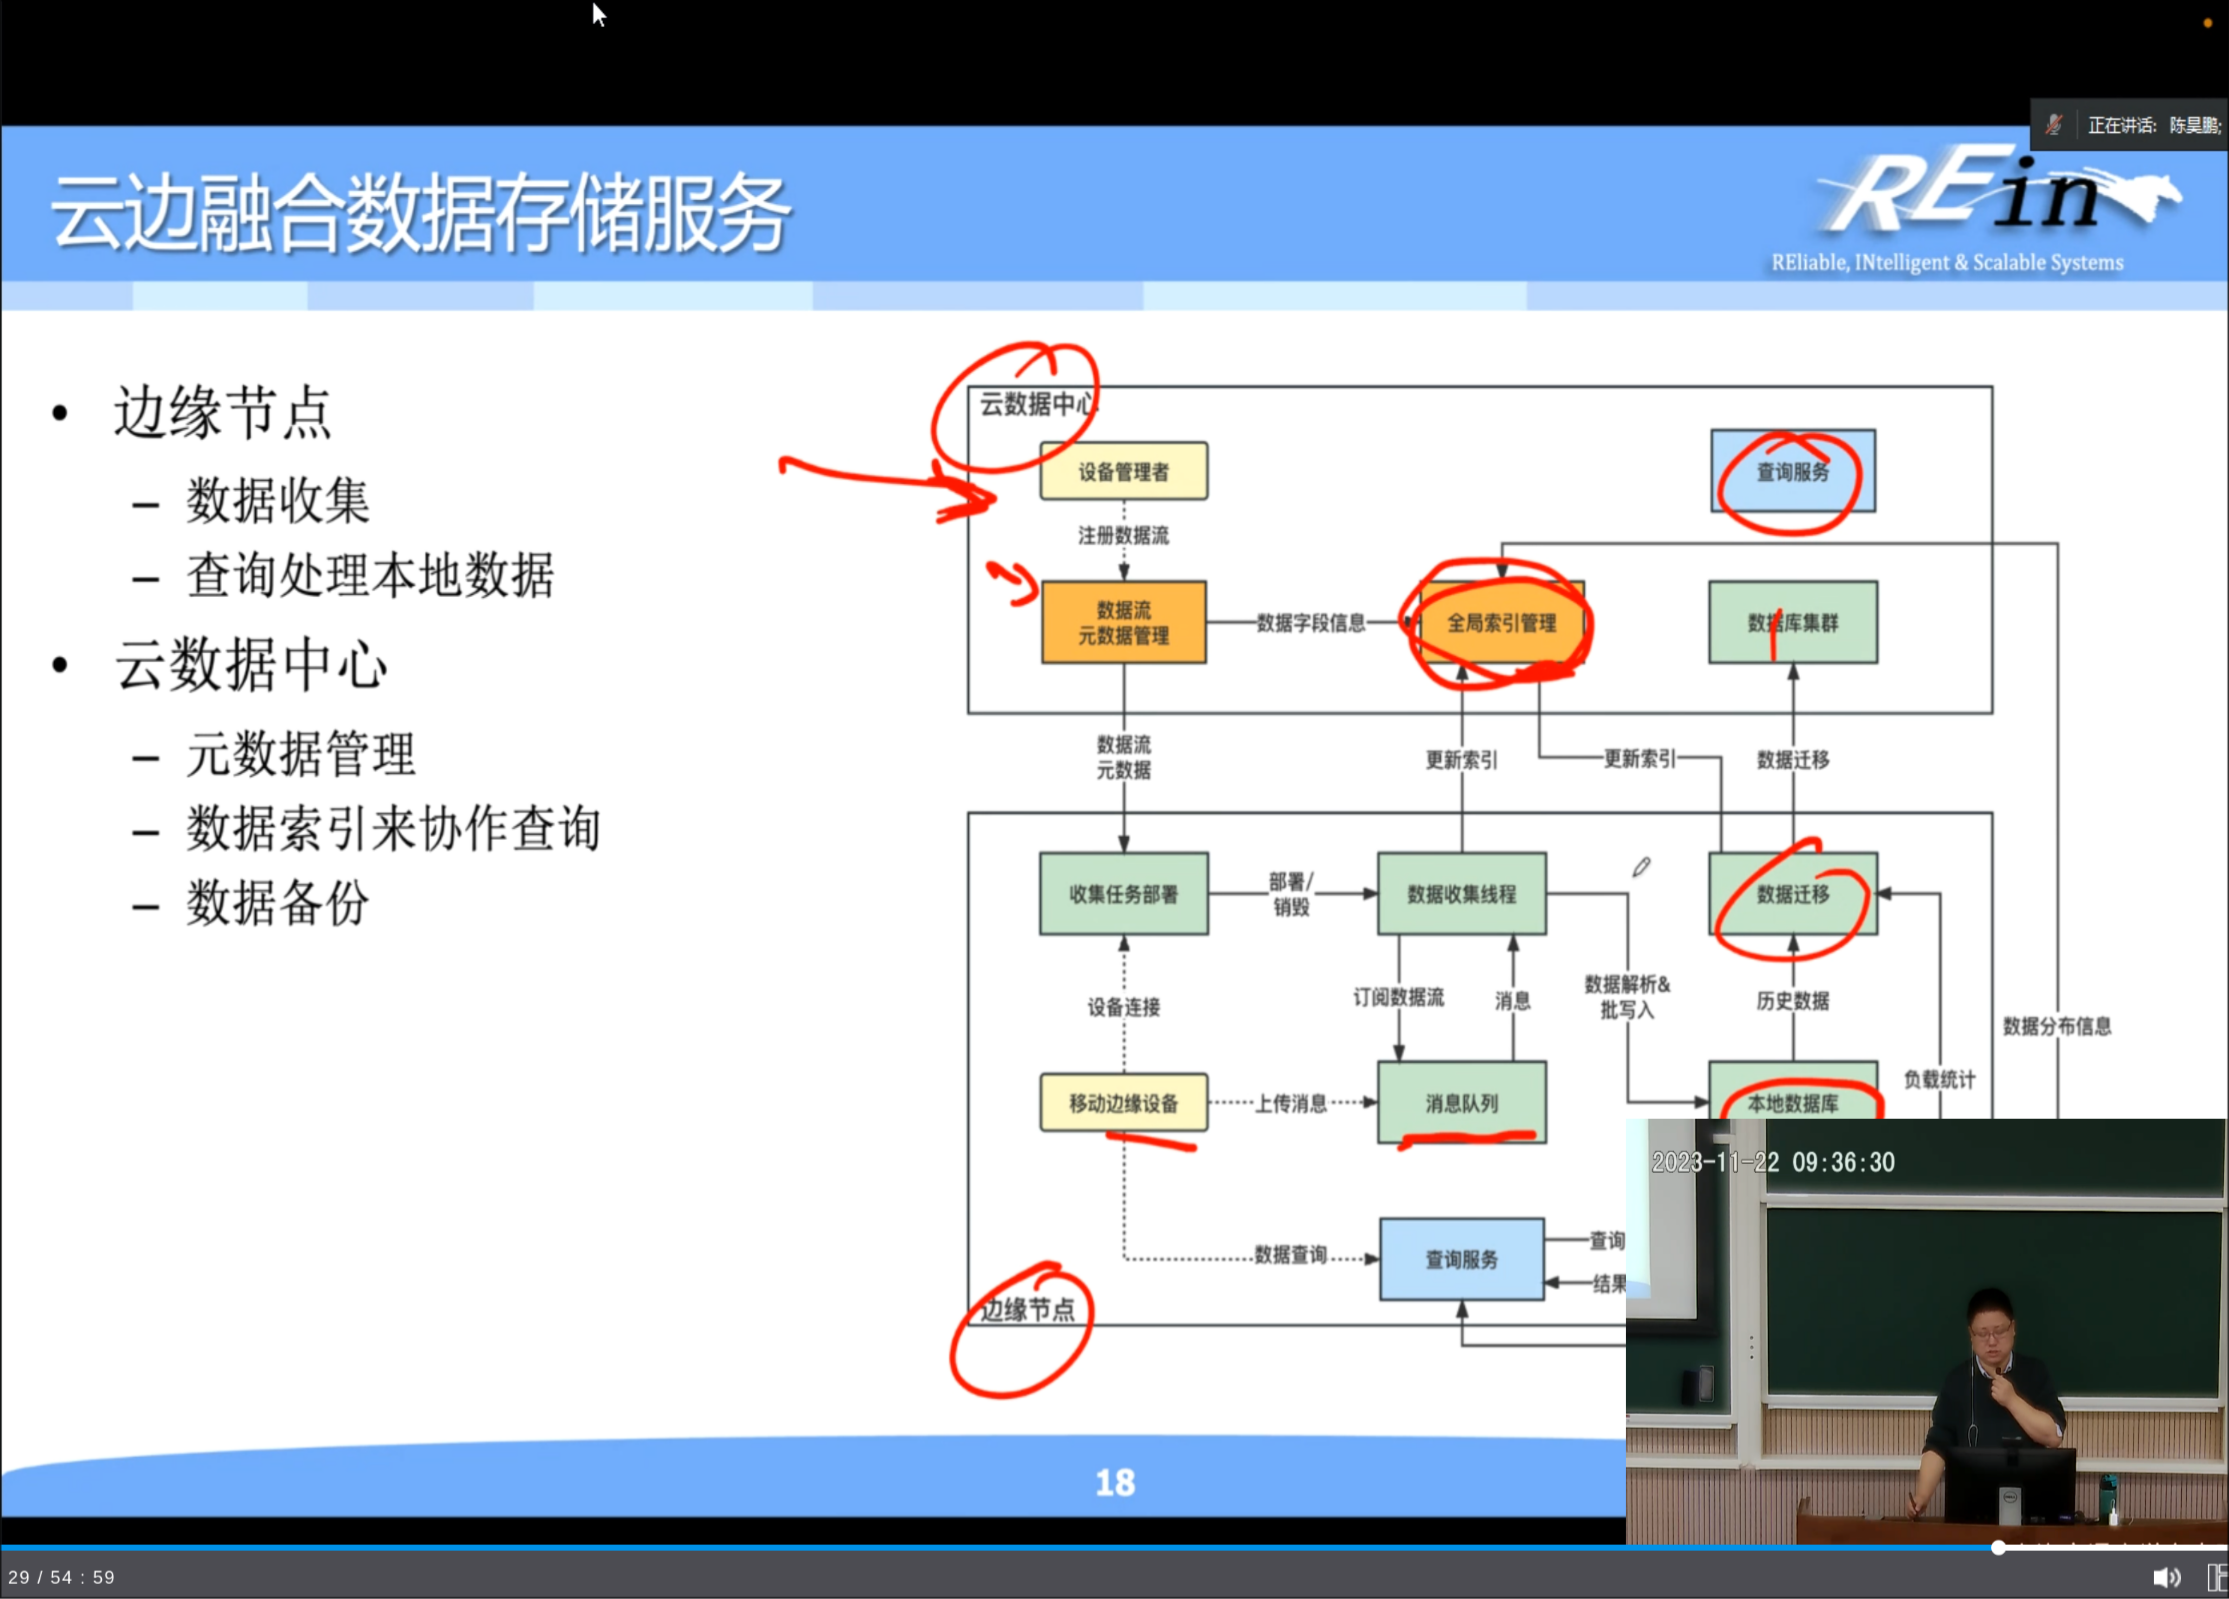 正在讲话: 陈昊鹏;
云边融合数据存储服务
REin
REliable, INtelligent & Scalable Systems
• 边缘节点
– 数据收集
– 查询处理本地数据
• 云数据中心
– 元数据管理
– 数据索引来协作查询
– 数据备份
云数据中心
设备管理者
查询服务
注册数据流
数据流
元数据管理
数据字段信息
全局索引管理
数据库集群
数据流
元数据
更新索引
更新索引
数据迁移
收集任务部署
部署/
销毁
数据收集线程
数据迁移
设备连接
订阅数据流
消息
数据解析&
批写入
历史数据
数据分布信息
负载统计
移动边缘设备
上传消息
消息队列
本地数据库
数据查询
查询服务
查询
结果
边缘节点
2023-11-22 09:36:30
18
29 / 54 : 59